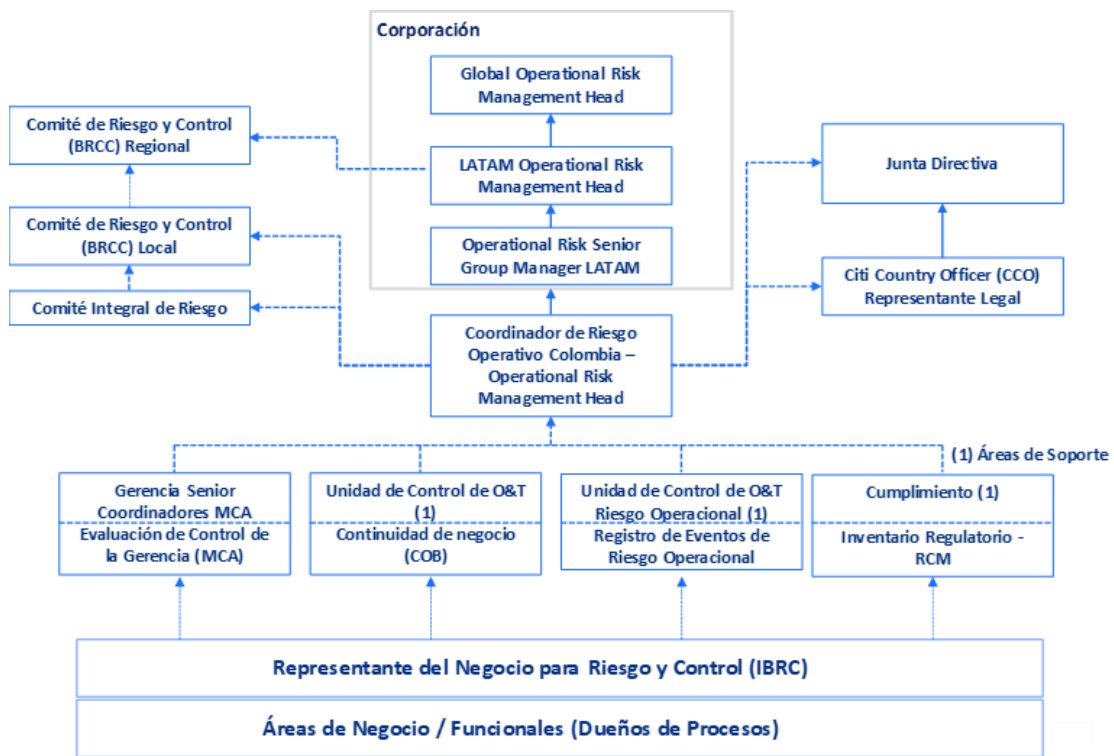 Corporación
Global Operational Risk
Management Head
Comité de Riesgo y Control
(BRCC) Regional
LATAM Operational Risk
Management Head
Junta Directiva
Comité de Riesgo y Control
(BRCC) Local
Operational Risk Senior
Group Manager LATAM
Citi Country Officer (CCO)
Representante Legal
Comité Integral de Riesgo
Coordinador de Riesgo
Operativo Colombia –
Operational Risk
Management Head
(1) Áreas de Soporte
Gerencia Senior
Coordinadores MCA
Evaluación de Control de
la Gerencia (MCA)
Unidad de Control de O&T
(1)
Continuidad de negocio
(COB)
Unidad de Control de O&T
Riesgo Operacional (1)
Registro de Eventos de
Riesgo Operacional
Cumplimiento (1)
Inventario Regulatorio -
RCM
Representante del Negocio para Riesgo y Control (IBRC)
Áreas de Negocio / Funcionales (Dueños de Procesos)